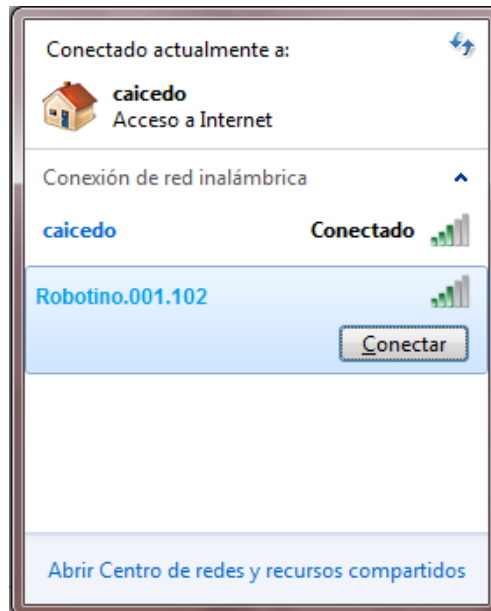 Conectado actualmente a:
caicedo
Acceso a Internet
Conexión de red inalámbrica
caicedo Conectado
Robotino.001.102
Conectar
Abrir Centro de redes y recursos compartidos